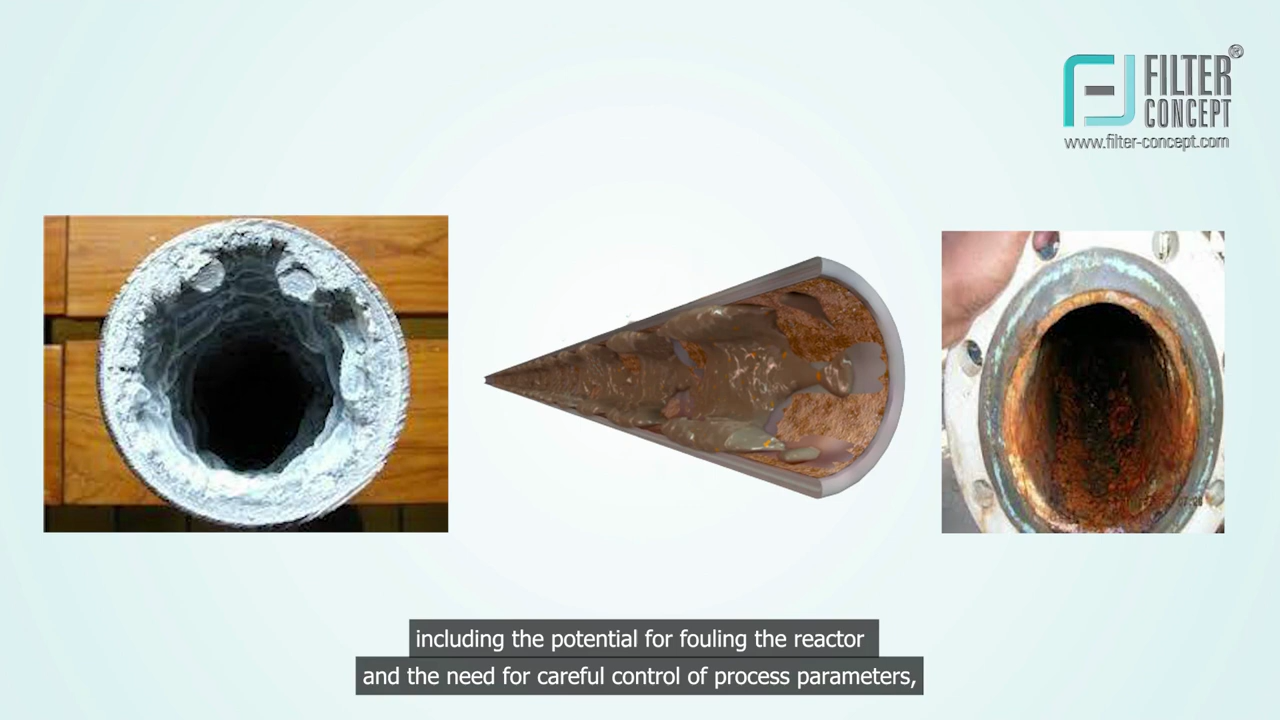 FILTER
CONCEPT
®
www.filter-concept.com
including the potential for fouling the reactor
and the need for careful control of process parameters,